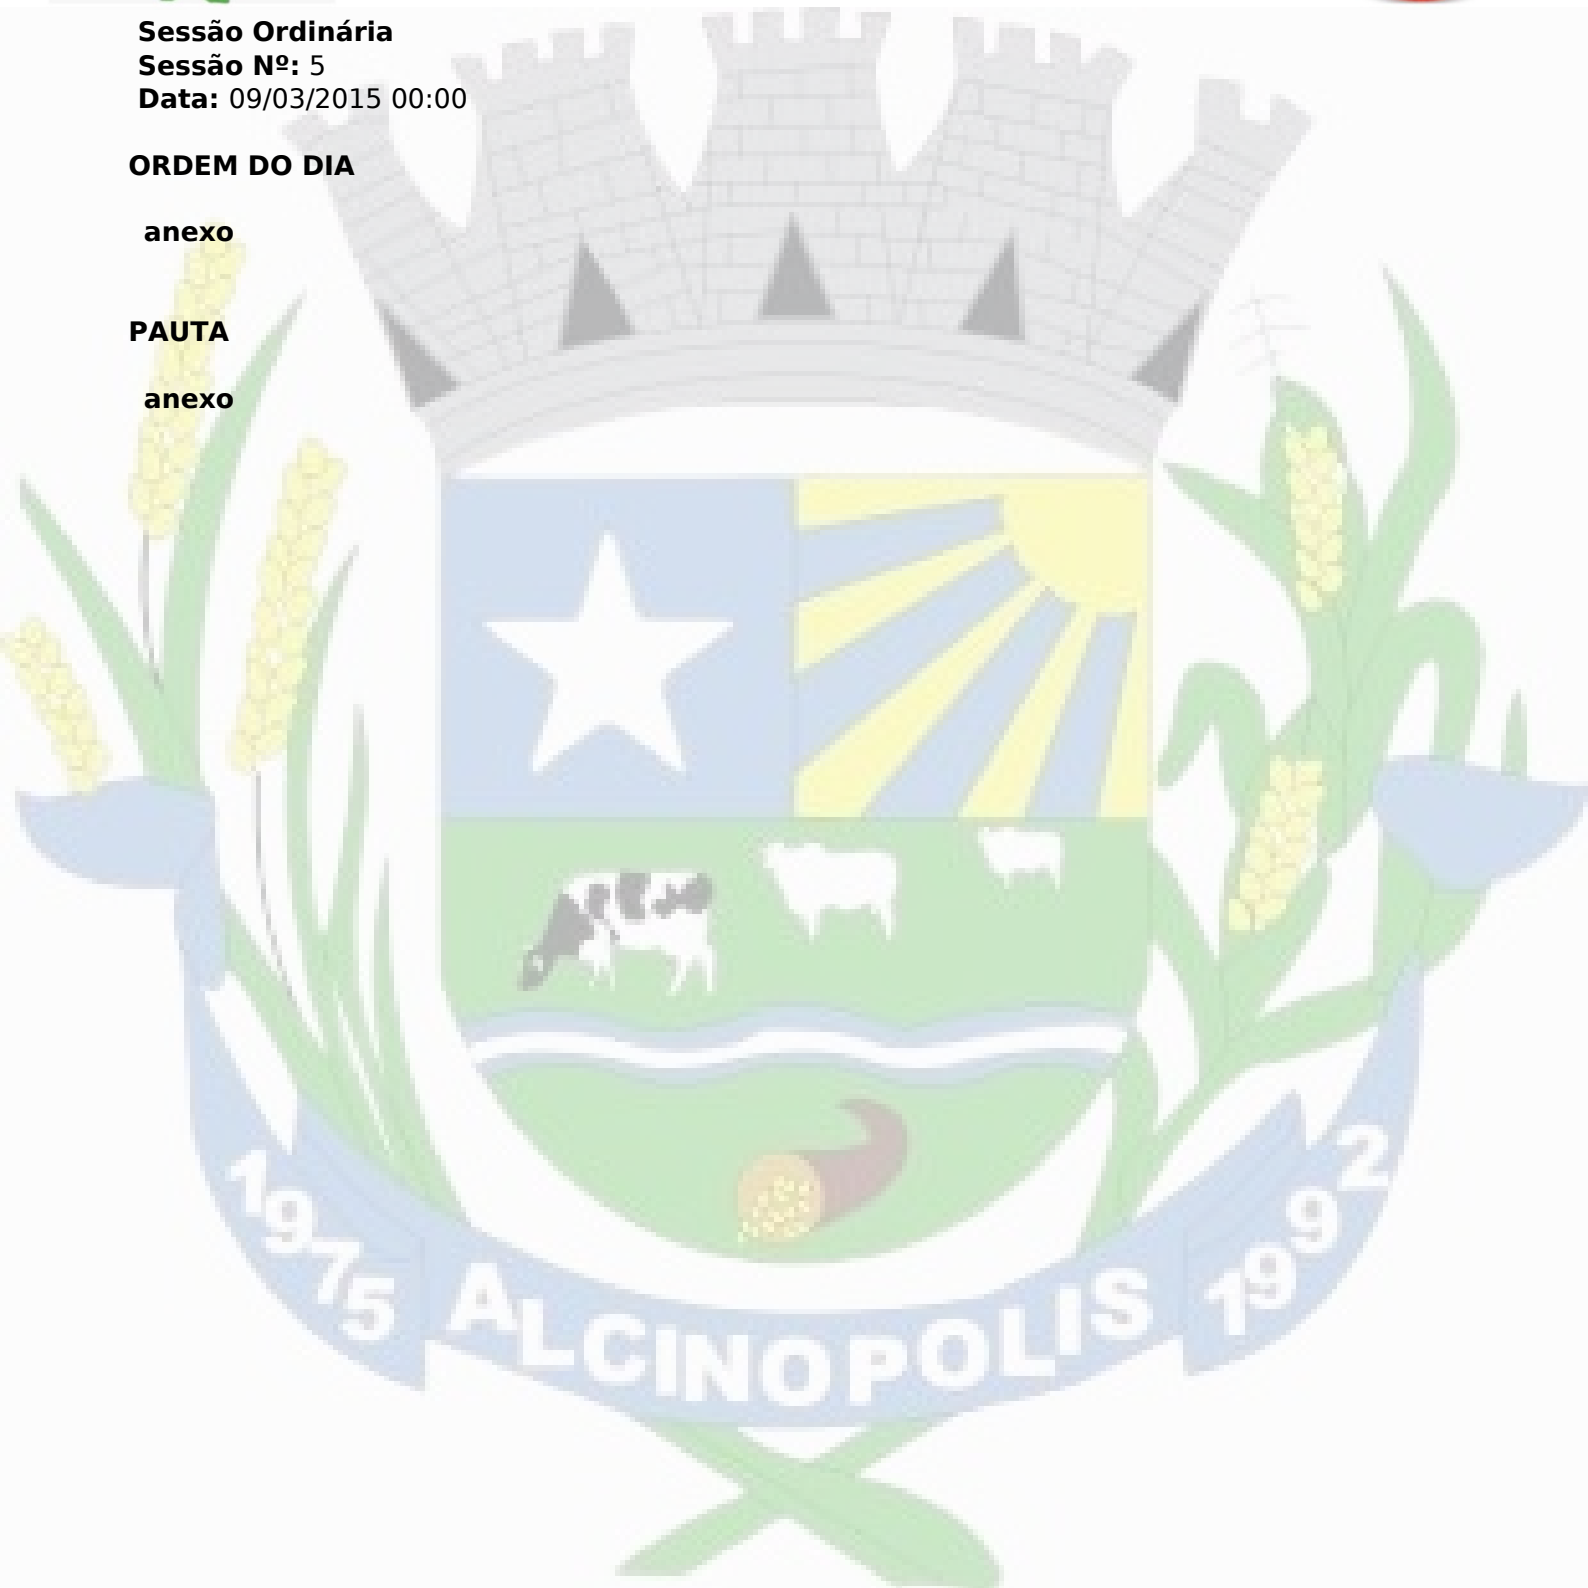 Sessão Ordinária
Sessão Nº: 5
Data: 09/03/2015 00:00
ORDEM DO DIA
anexo
PAUTA
anexo
1975 ALCINOPOLIS 1992